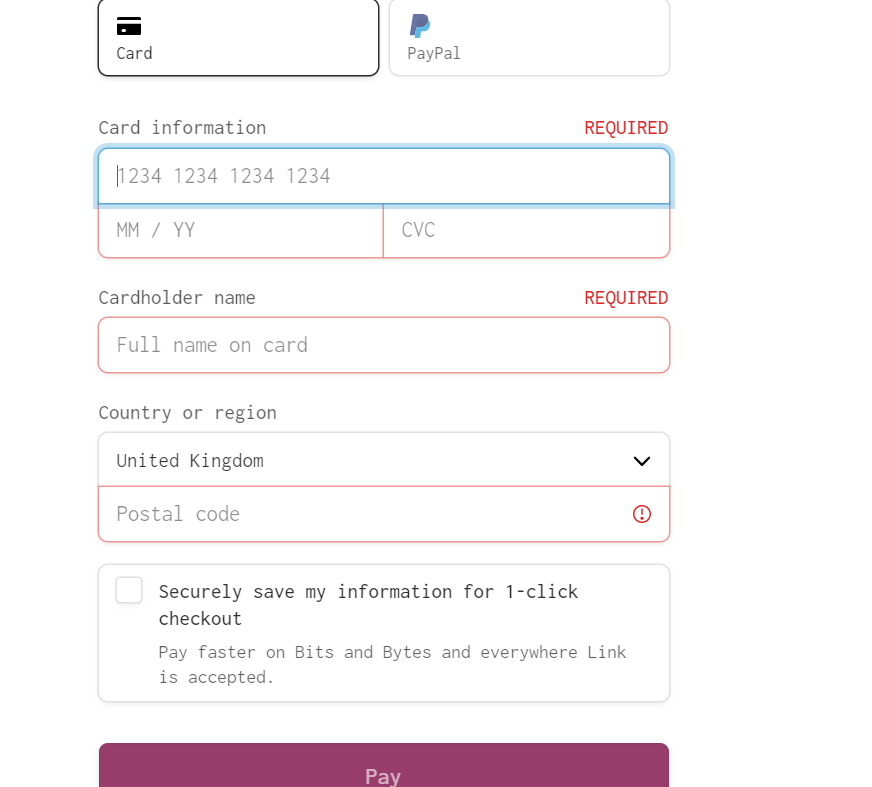 Card
PayPal
Card information
REQUIRED
1234 1234 1234 1234
MM / YY
CVC
Cardholder name
REQUIRED
Full name on card
Country or region
United Kingdom
Postal code
Securely save my information for 1-click
checkout
Pay faster on Bits and Bytes and everywhere Link
is accepted.
Pay